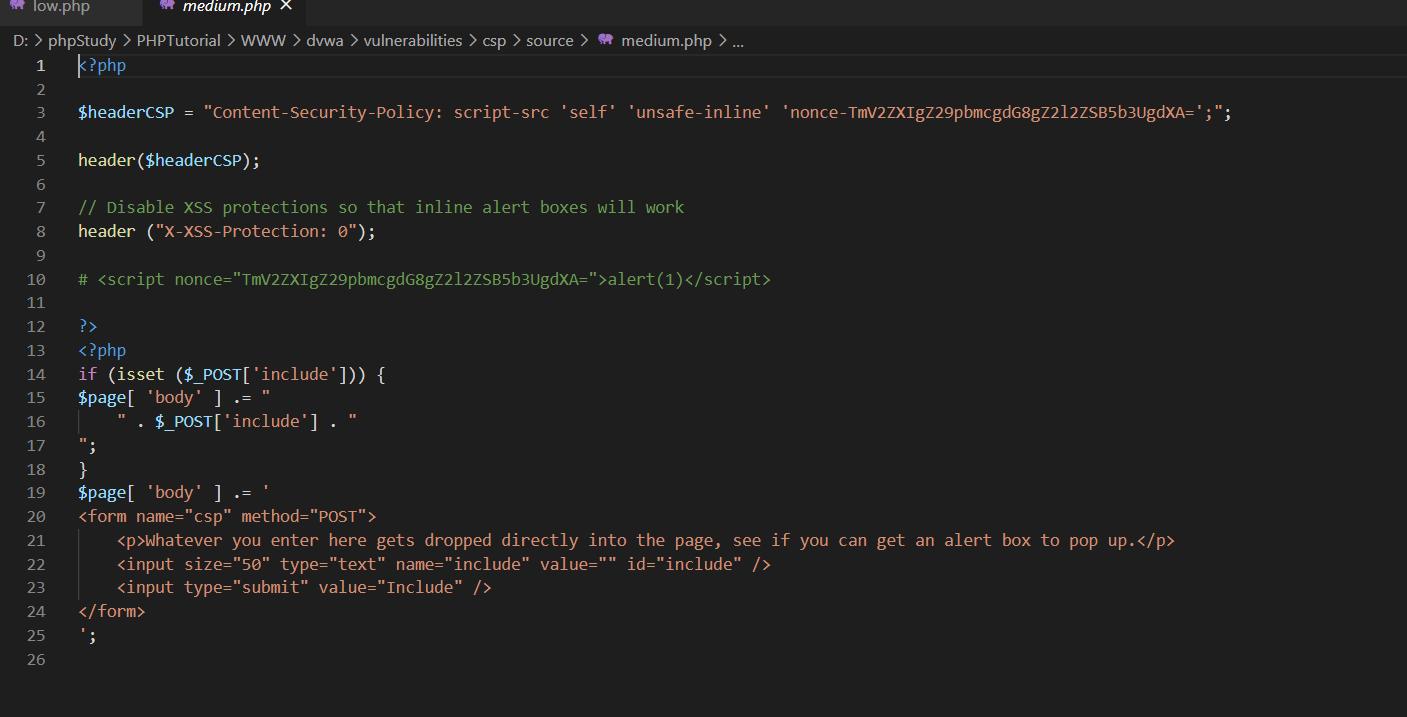 low.php medium.php ×
D: > phpStudy > PHPTutorial > WWW > dvwa > vulnerabilities > csp > source > medium.php > ...
1 <?php
2
3 $headerCSP = "Content-Security-Policy: script-src 'self' 'unsafe-inline' 'nonce-TmV2ZXIgZ29pbmcgdG8gZ2l2ZSB5b3UgdXA=';";
4
5 header($headerCSP);
6
7 // Disable XSS protections so that inline alert boxes will work
8 header ("X-XSS-Protection: 0");
9
10 # <script nonce="TmV2ZXIgZ29pbmcgdG8gZ2l2ZSB5b3UgdXA=">alert(1)</script>
11
12 ?>
13 <?php
14 if (isset ($_POST['include'])) {
15 $page[ 'body' ] .= "
16     " . $_POST['include'] . "
17 ";
18 }
19 $page[ 'body' ] .= '
20 <form name="csp" method="POST">
21     <p>Whatever you enter here gets dropped directly into the page, see if you can get an alert box to pop up.</p>
22     <input size="50" type="text" name="include" value="" id="include" />
23     <input type="submit" value="Include" />
24 </form>
25 ';
26